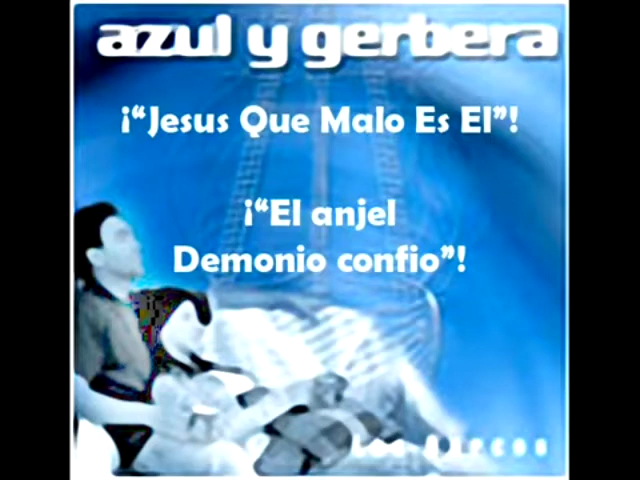 azul y gerbera
¡“Jesus Que Malo Es El”!
¡“El anjel
Demonio confio”!